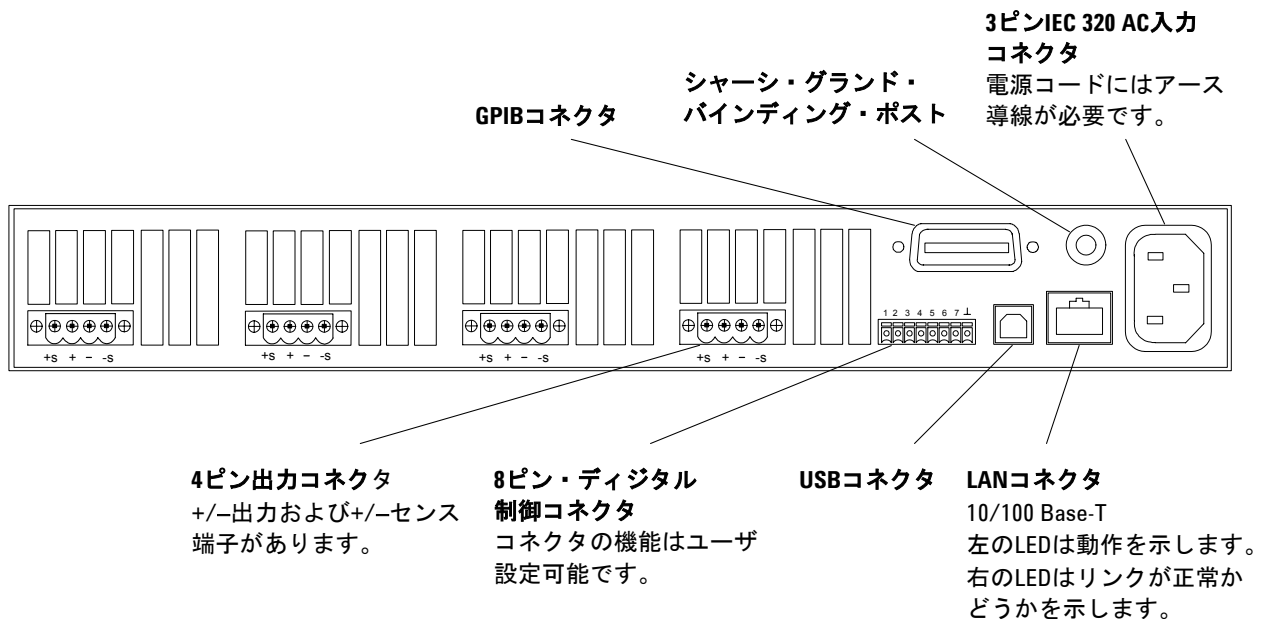 3ピンIEC 320 AC入力
コネクタ
電源コードにはアース
導線が必要です。
シャーシ・グランド・
バインディング・ポスト
GPIBコネクタ
1 2 3 4 5 6 7 ⊥
+s + − -s
+s + − -s
+s + − -s
+s + − -s
4ピン出力コネクタ
+/−出力および+/−センス
端子があります。
8ピン・ディジタル
制御コネクタ
コネクタの機能はユーザ
設定可能です。
USBコネクタ
LANコネクタ
10/100 Base-T
左のLEDは動作を示します。
右のLEDはリンクが正常か
どうかを示します。